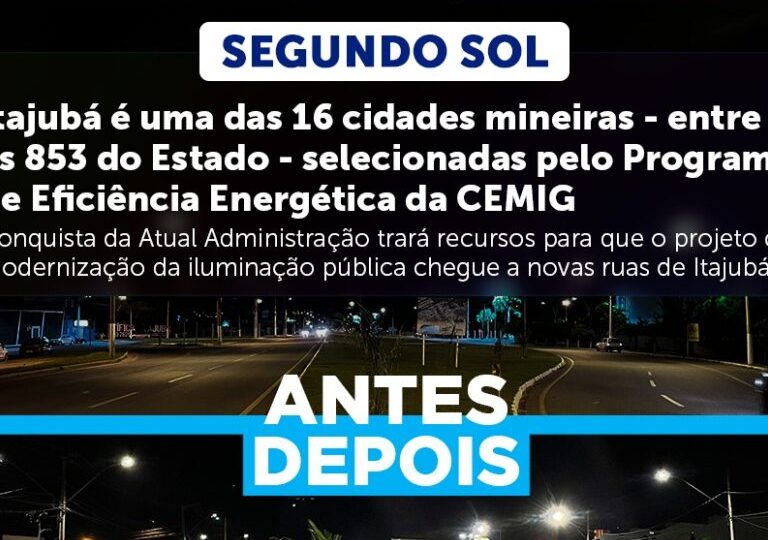 SEGUNDO SOL
tajubá é uma das 16 cidades mineiras - entre
s 853 do Estado - selecionadas pelo Program
e Eficiência Energética da CEMIG
onquista da Atual Administração trará recursos para que o projeto
odernização da iluminação pública chegue a novas ruas de Itajubá
ANTES
DEPOIS